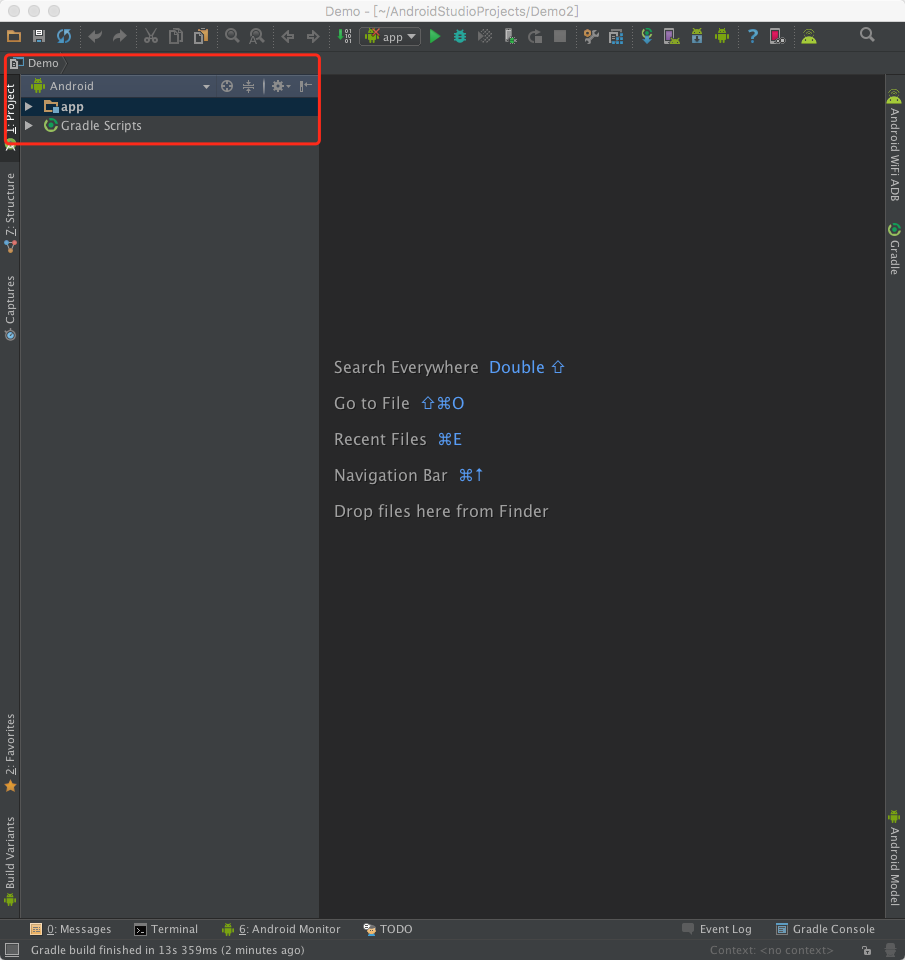 Demo - [~/AndroidStudioProjects/Demo2]
app
Demo
Android
app
Gradle Scripts
1: Project
Z: Structure
Captures
2: Favorites
Build Variants
Search Everywhere Double ⇧
Go to File ⇧⌘O
Recent Files ⌘E
Navigation Bar ⌘↑
Drop files here from Finder
Android WiFi ADB
Gradle
Android Model
0: Messages
Terminal
6: Android Monitor
TODO
Event Log
Gradle Console
Gradle build finished in 13s 359ms (2 minutes ago)
Context: <no context>